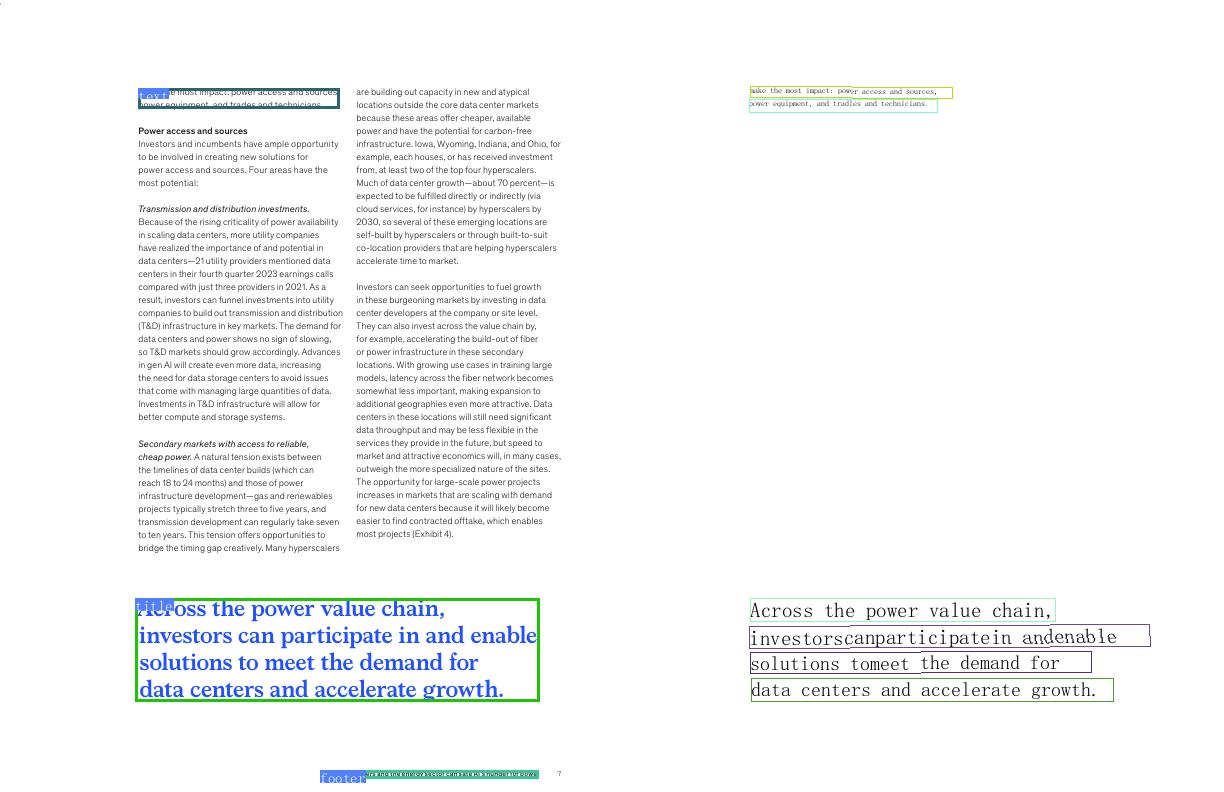 text
e most impact: power access and sources
power equipment, and trades and technicians.
Power access and sources
Investors and incumbents have ample opportunity
to be involved in creating new solutions for
power access and sources. Four areas have the
most potential:
Transmission and distribution investments.
Because of the rising criticality of power availability
in scaling data centers, more utility companies
have realized the importance of and potential in
data centers—21 utility providers mentioned data
centers in their fourth quarter 2023 earnings calls
compared with just three providers in 2021. As a
result, investors can funnel investments into utility
companies to build out transmission and distribution
(T&D) infrastructure in key markets. The demand for
data centers and power shows no sign of slowing,
so T&D markets should grow accordingly. Advances
in gen AI will create even more data, increasing
the need for data storage centers to avoid issues
that come with managing large quantities of data.
Investments in T&D infrastructure will allow for
better compute and storage systems.
Secondary markets with access to reliable,
cheap power. A natural tension exists between
the timelines of data center builds (which can
reach 18 to 24 months) and those of power
infrastructure development—gas and renewables
projects typically stretch three to five years, and
transmission development can regularly take seven
to ten years. This tension offers opportunities to
bridge the timing gap creatively. Many hyperscalers
are building out capacity in new and atypical
locations outside the core data center markets
because these areas offer cheaper, available
power and have the potential for carbon-free
infrastructure. Iowa, Wyoming, Indiana, and Ohio, for
example, each houses, or has received investment
from, at least two of the top four hyperscalers.
Much of data center growth—about 70 percent—is
expected to be fulfilled directly or indirectly (via
cloud services, for instance) by hyperscalers by
2030, so several of these emerging locations are
self-built by hyperscalers or through built-to-suit
co-location providers that are helping hyperscalers
accelerate time to market.
Investors can seek opportunities to fuel growth
in these burgeoning markets by investing in data
center developers at the company or site level.
They can also invest across the value chain by,
for example, accelerating the build-out of fiber
or power infrastructure in these secondary
locations. With growing use cases in training large
models, latency across the fiber network becomes
somewhat less important, making expansion to
additional geographies even more attractive. Data
centers in these locations will still need significant
data throughput and may be less flexible in the
services they provide in the future, but speed to
market and attractive economics will, in many cases,
outweigh the more specialized nature of the sites.
The opportunity for large-scale power projects
increases in markets that are scaling with demand
for new data centers because it will likely become
easier to find contracted offtake, which enables
most projects (Exhibit 4).
title
Across the power value chain,
investors can participate in and enable
solutions to meet the demand for
data centers and accelerate growth.
footer
and the energy sector can sate AI's hunger for power
7
make the most impact: power access and sources,
power equipment, and tradles and technicians.
Across the power value chain,
investorscanparticipatein andenable
solutions tomeet the demand for
data centers and accelerate growth.